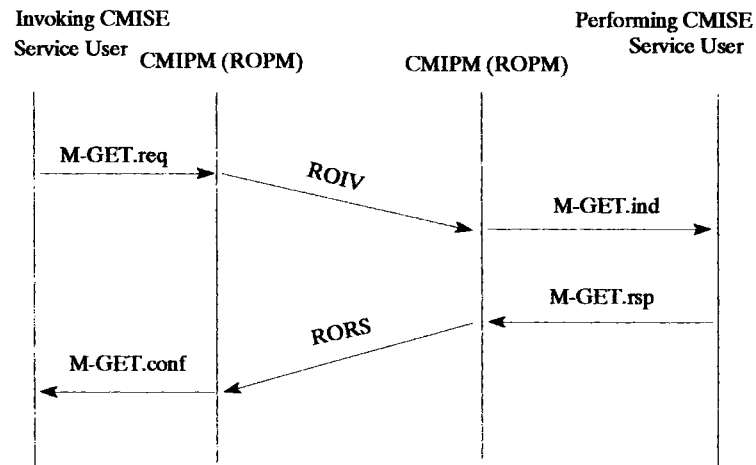 Invoking CMISE
Service User
CMIPM (ROPM)
CMIPM (ROPM)
Performing CMISE
Service User
M-GET.req
ROIV
M-GET.ind
M-GET.rsp
RORS
M-GET.conf